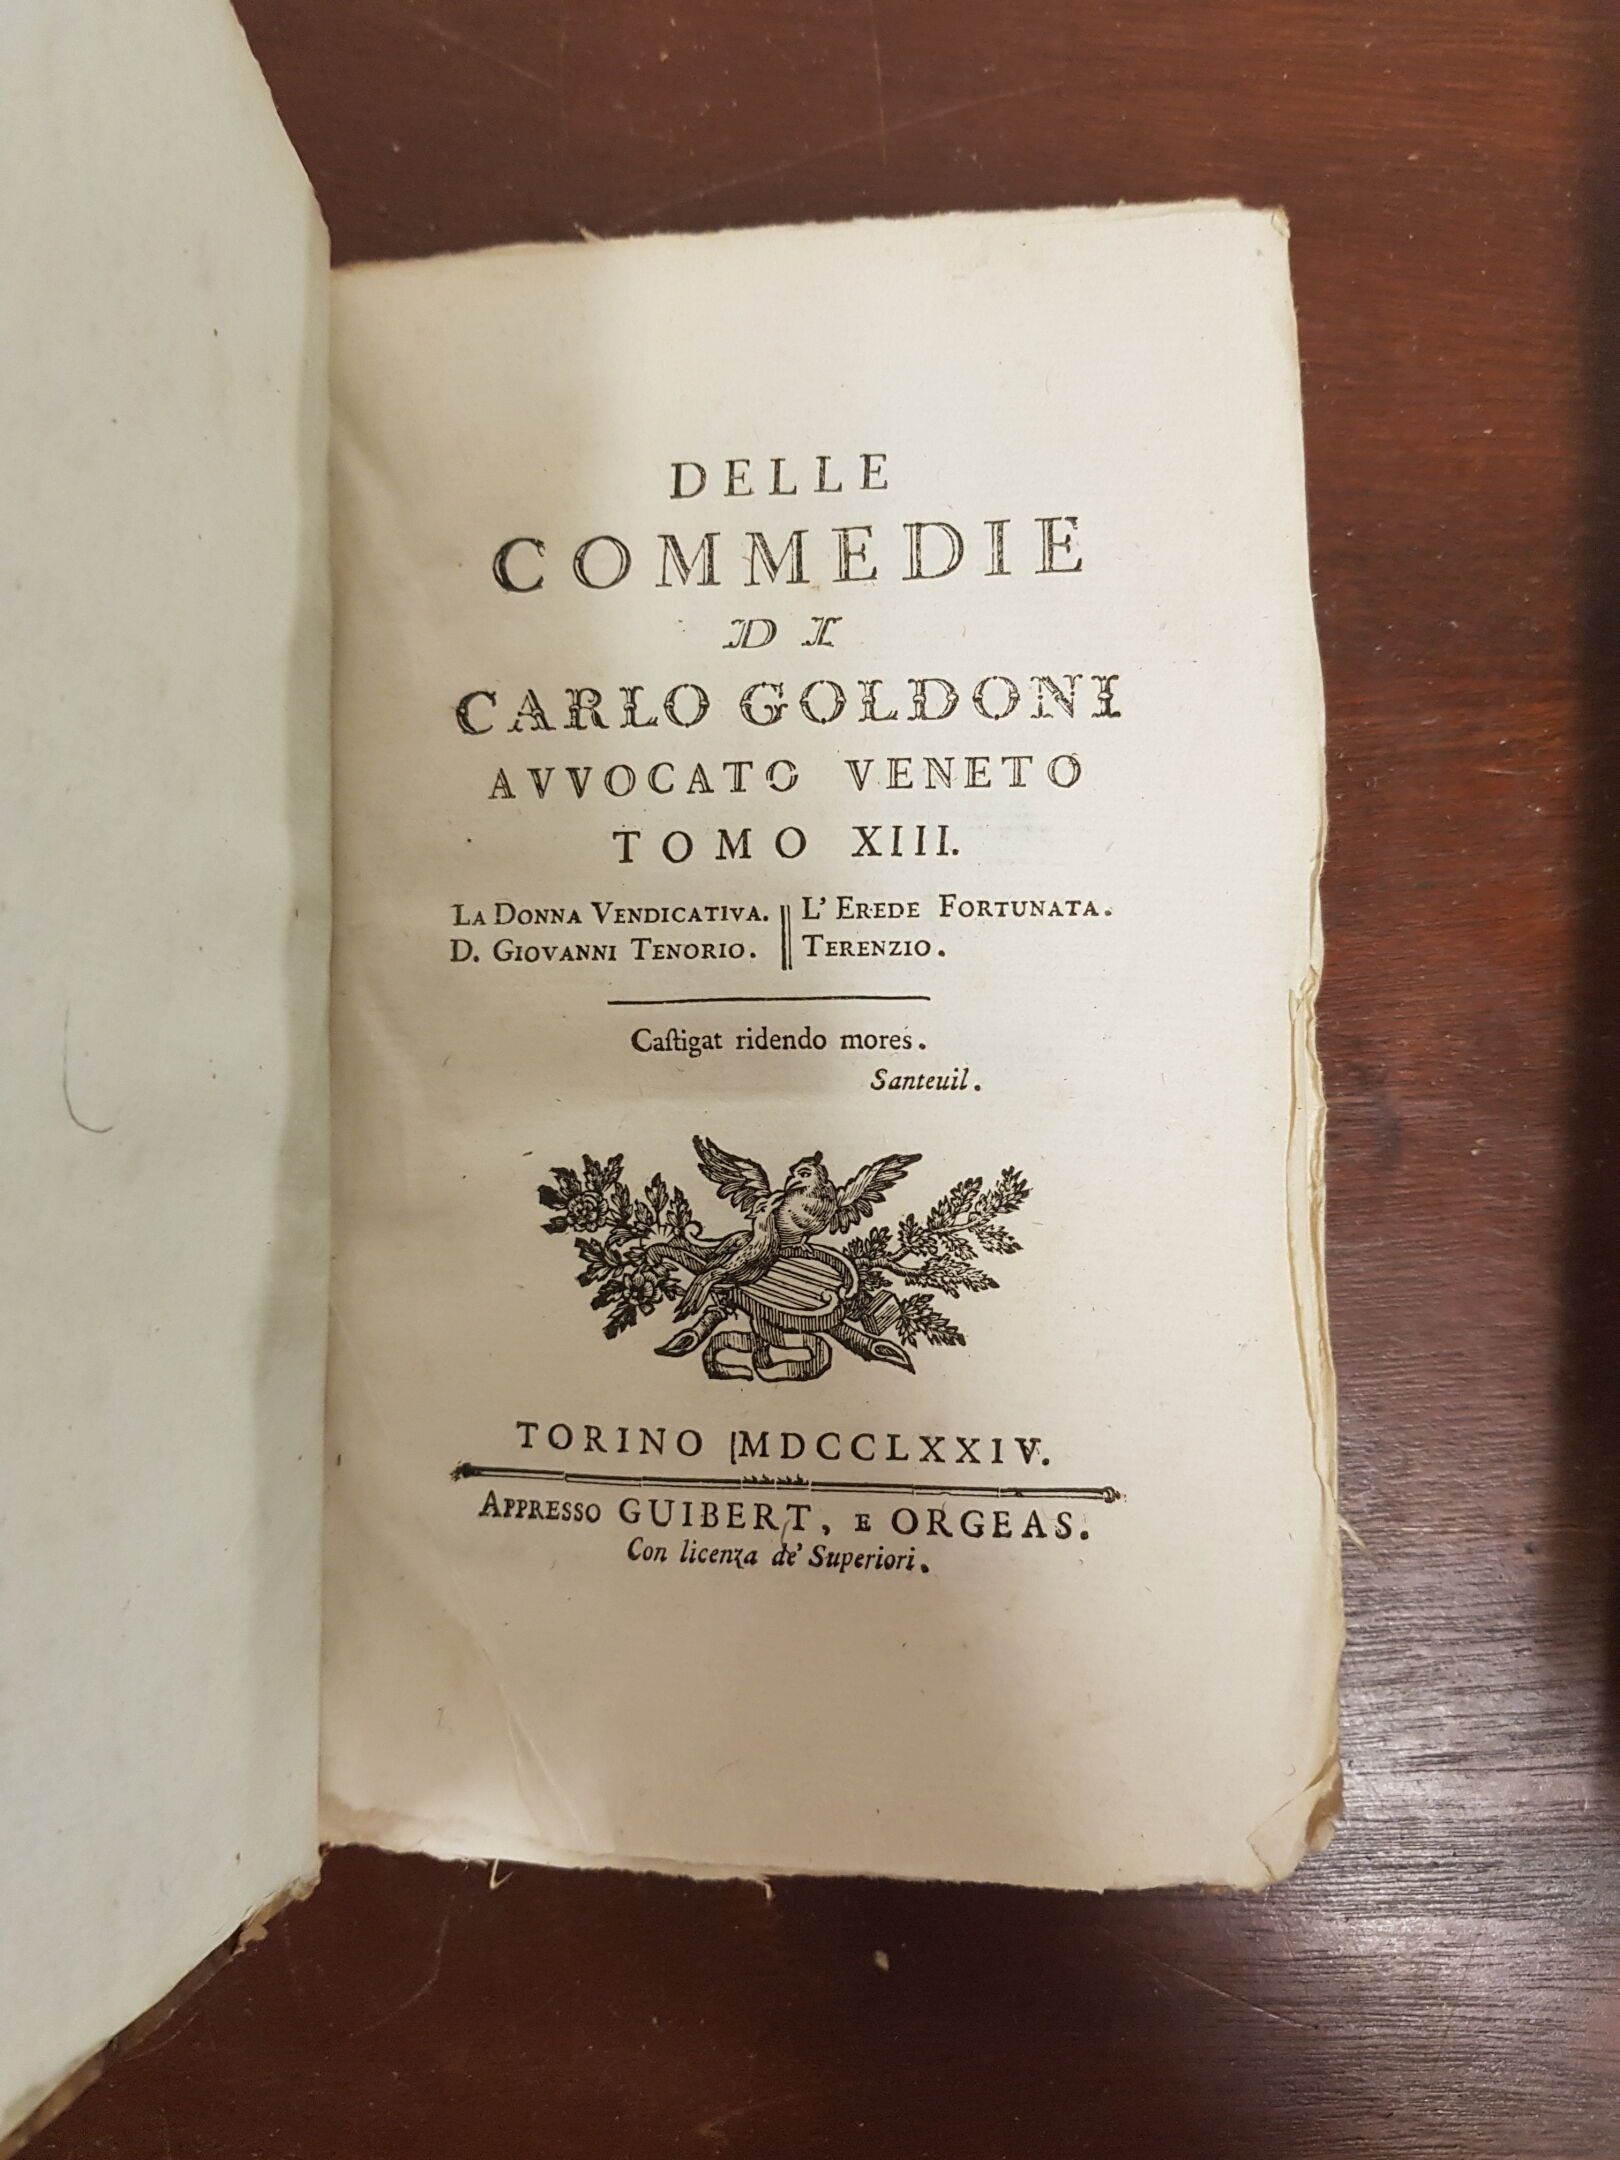 DELLE
COMMEDIE
DI
CARLO GOLDONI
AVVOCATO VENETO
TOMO XIII.
LA DONNA VENDICATIVA. || L' EREDE FORTUNATA.
D. GIOVANNI TENORIO. || TERENZIO.
Caſtigat ridendo mores.
Santeuil.
TORINO MDCCLXXIV.
APPRESSO GUIBERT, E ORGEAS.
Con licenza de' Superiori.